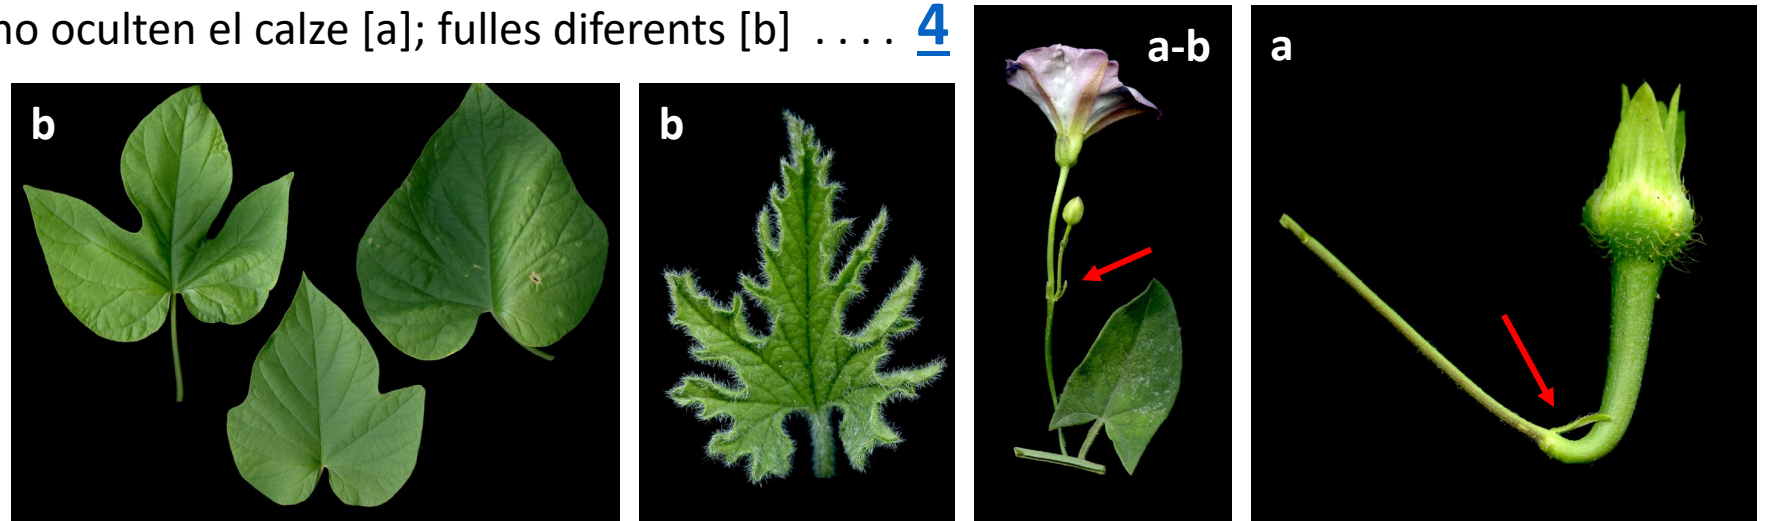 no oculten el calze [a]; fulles diferents [b] . . . . 4
b
b
a-b
a